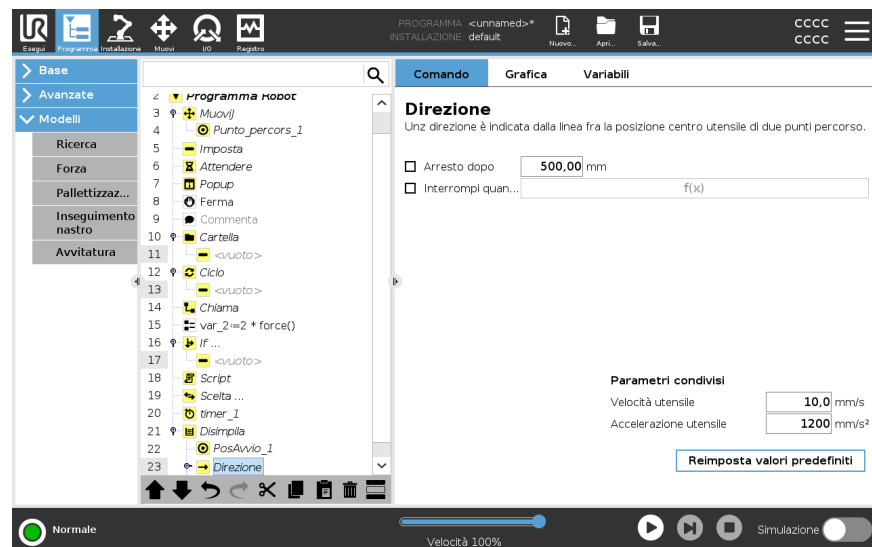 PROGRAMMA <unnamed>*
INSTALLAZIONE default
Esegui Programma Installazione Muovi I/O Registro
Nuovo... Apri... Salva...
CCCC
CCCC
Base
Avanzate
Modelli
Ricerca
Forza
Pallettizzaz...
Inseguimento
nastro
Avvitatura
2 Programma Robot
3 MuoviJ
4 Punto_percors_1
5 Imposta
6 Attendere
7 Popup
8 Ferma
9 Commenta
10 Cartella
11 <vuoto>
12 Ciclo
13 <vuoto>
14 Chiama
15 var_2:=2 * force()
16 If ...
17 <vuoto>
18 Script
19 Scelta ...
20 timer_1
21 Disimpila
22 PosAvvio_1
23 Direzione
Comando Grafica Variabili
Direzione
Unz direzione è indicata dalla linea fra la posizione centro utensile di due punti percorso.
Arresto dopo 500,00 mm
Interrompi quan... f(x)
Parametri condivisi
Velocità utensile 10,0 mm/s
Accelerazione utensile 1200 mm/s²
Reimposta valori predefiniti
Normale
Velocità 100%
Simulazione